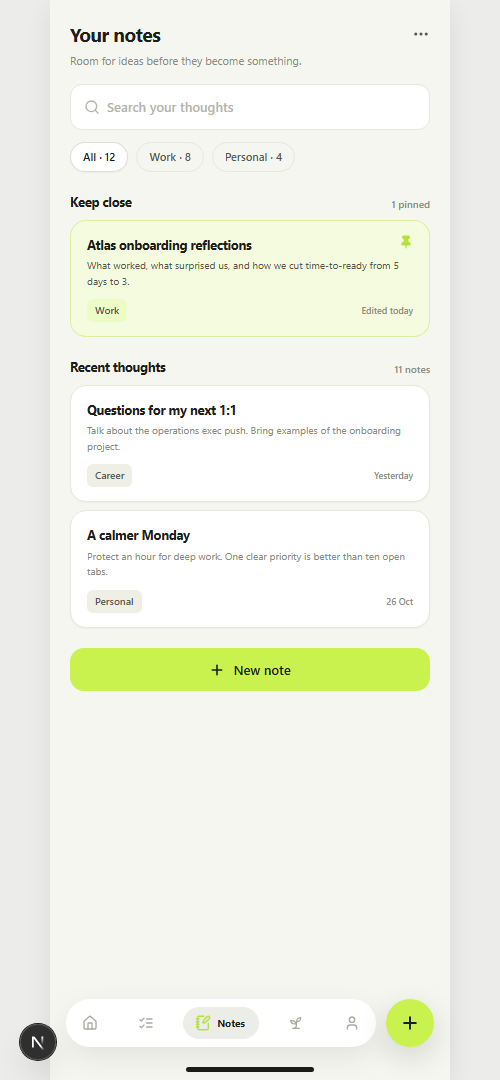 Your notes
Room for ideas before they become something.
Search your thoughts
All · 12
Work · 8
Personal · 4
Keep close
1 pinned
Atlas onboarding reflections
What worked, what surprised us, and how we cut time-to-ready from 5
days to 3.
Work
Edited today
Recent thoughts
11 notes
Questions for my next 1:1
Talk about the operations exec push. Bring examples of the onboarding
project.
Career
Yesterday
A calmer Monday
Protect an hour for deep work. One clear priority is better than ten open
tabs.
Personal
26 Oct
New note
Notes
N